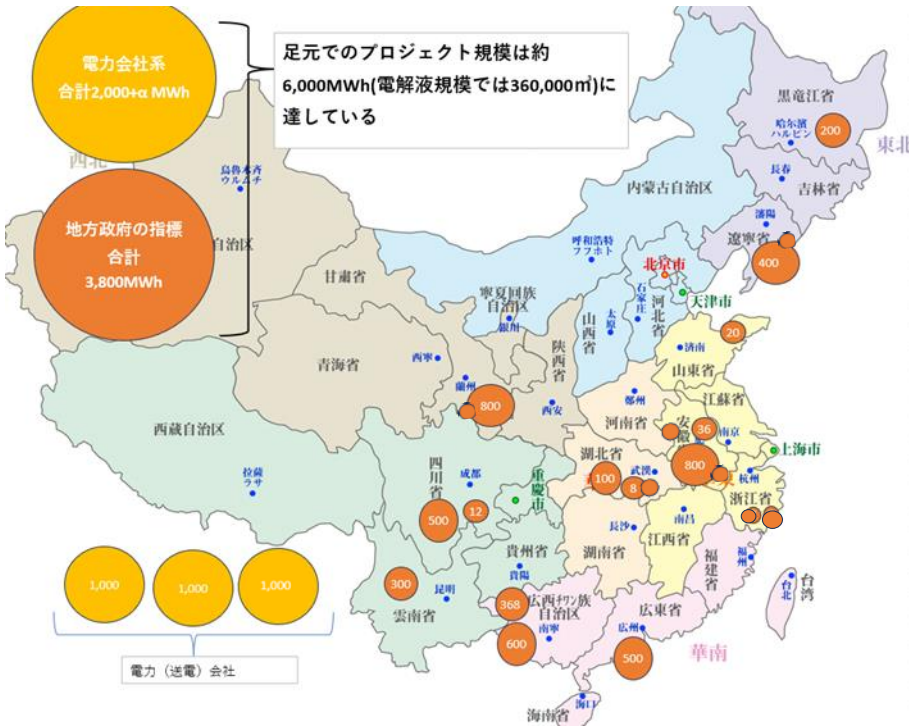 電力会社系
合計2,000+α MWh
足元でのプロジェクト規模は約
6,000MWh(電解液規模では360,000㎥)に
達している
地方政府の指標
合計
3,800MWh
西北
烏魯木斉
ウルムチ
自治区
甘粛省
青海省
西寧
蘭州
800
寧夏回族
自治区
銀川
陝西省
西安
内蒙古自治区
呼和浩特
フフホト
黒竜江省
哈尔濱
ハルビン
200
東北
長春
吉林省
瀋陽
遼寧省
400
北京市
天津市
石家庄
河北省
太原
山西省
20
済南
山東省
鄭州
河南省
江蘇省
安徽
36
南京
上海市
800
杭州
浙江省
湖北省
武漢
100
8
長沙
湖南省
南昌
江西省
福建省
福州
台北
台湾
西蔵自治区
拉薩
ラサ
四川省
成都
重慶市
500
12
貴州省
貴陽
300
昆明
雲南省
368
広西チワン族
自治区
600
南寧
広東省
広州
500
華南
海口
海南省
1,000
1,000
1,000
電力（送電）会社